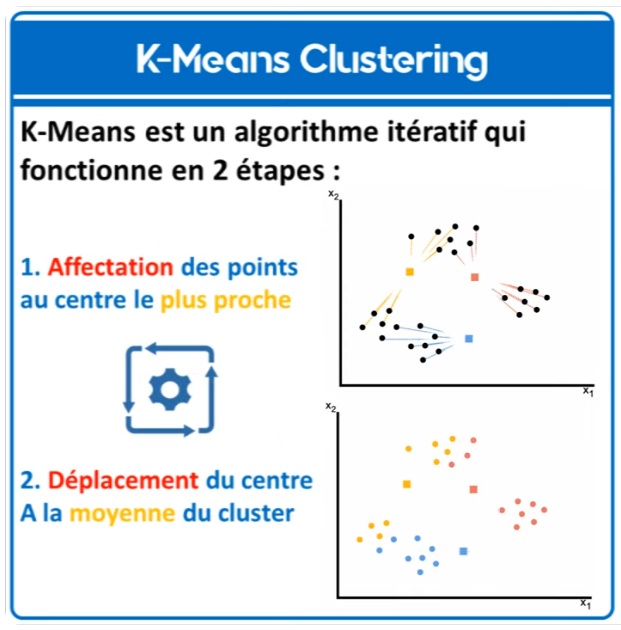 K-Means Clustering
K-Means est un algorithme itératif qui
fonctionne en 2 étapes :
x₂
1. Affectation des points
au centre le plus proche
x₁
x₂
2. Déplacement du centre
A la moyenne du cluster
x₁